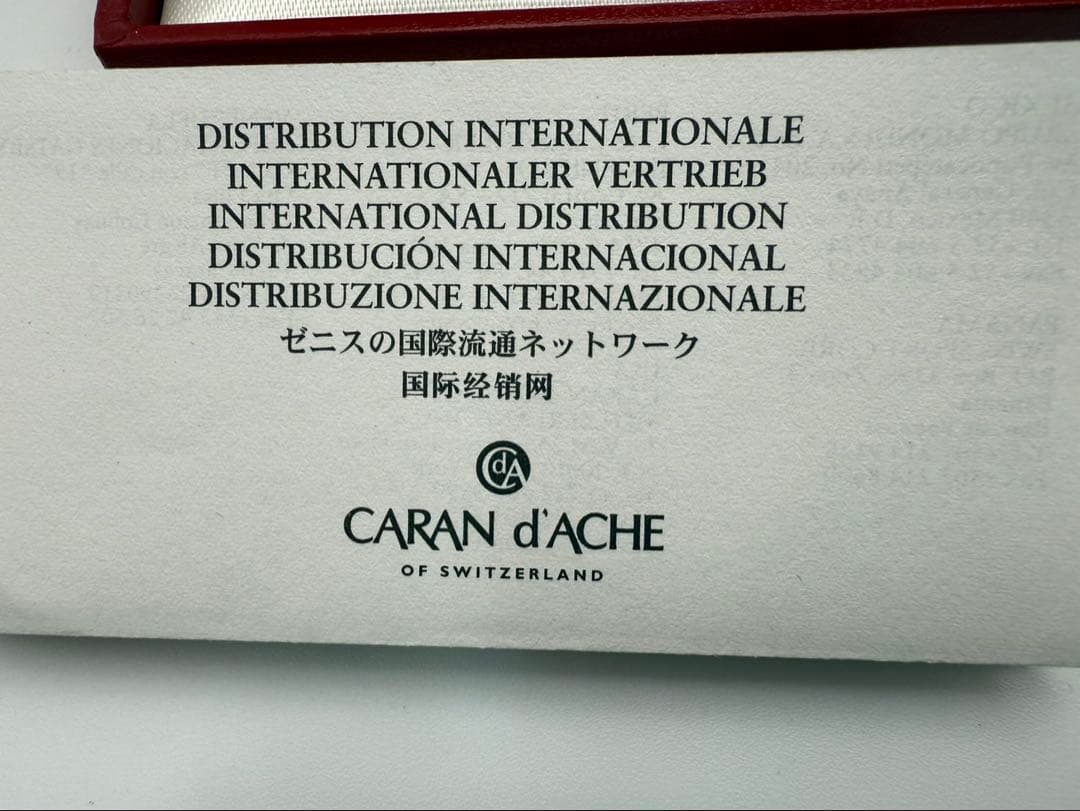 DISTRIBUTION INTERNATIONALE
INTERNATIONALER VERTRIEB
INTERNATIONAL DISTRIBUTION
DISTRIBUCIÓN INTERNACIONAL
DISTRIBUZIONE INTERNAZIONALE
ゼニスの国際流通ネットワーク
国际经销网
CdA
CARAN d'ACHE
OF SWITZERLAND